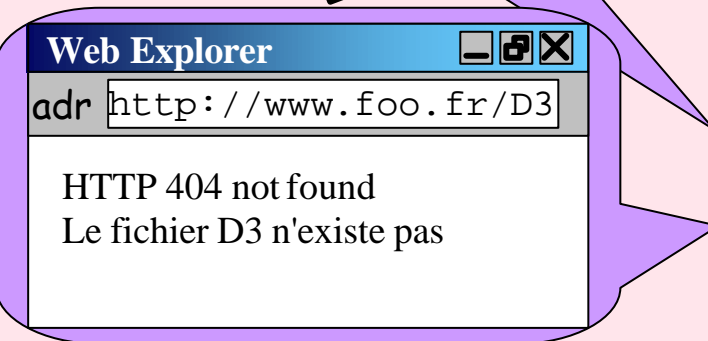 Web Explorer
adr http://www.foo.fr/D3
HTTP 404 not found
Le fichier D3 n'existe pas